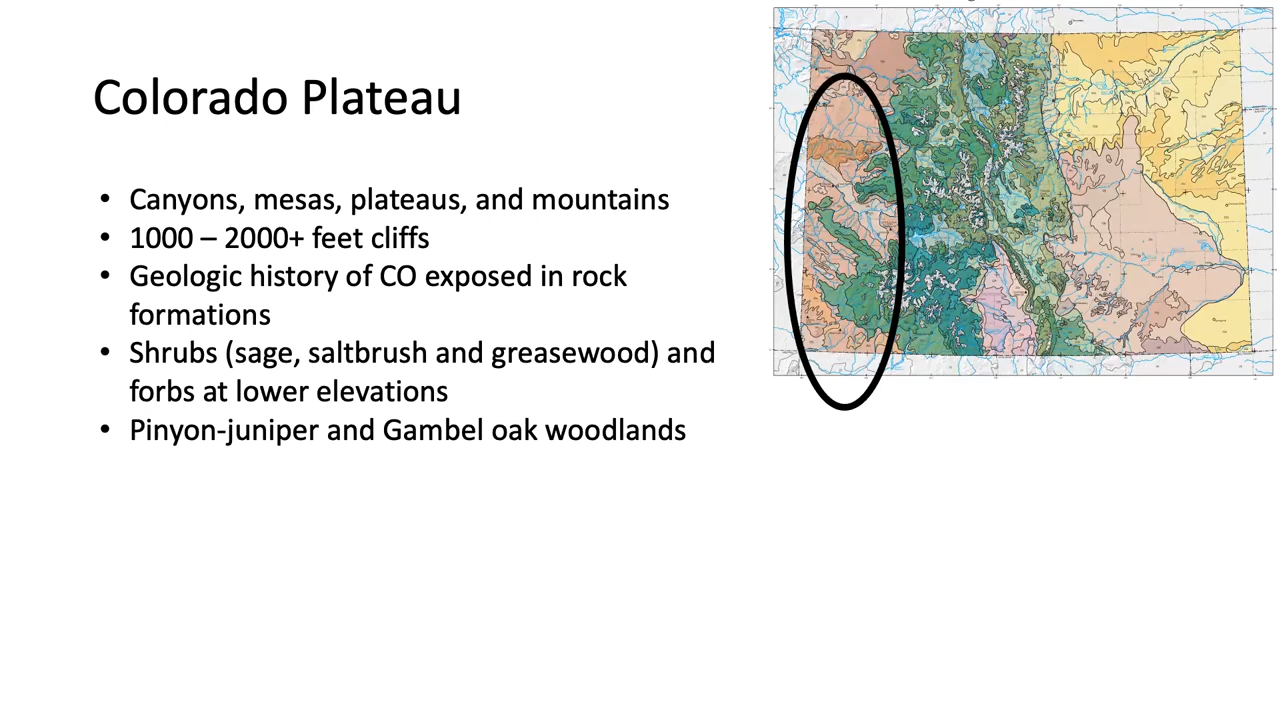 Colorado Plateau
• Canyons, mesas, plateaus, and mountains
• 1000 – 2000+ feet cliffs
• Geologic history of CO exposed in rock
formations
• Shrubs (sage, saltbrush and greasewood) and
forbs at lower elevations
• Pinyon-juniper and Gambel oak woodlands